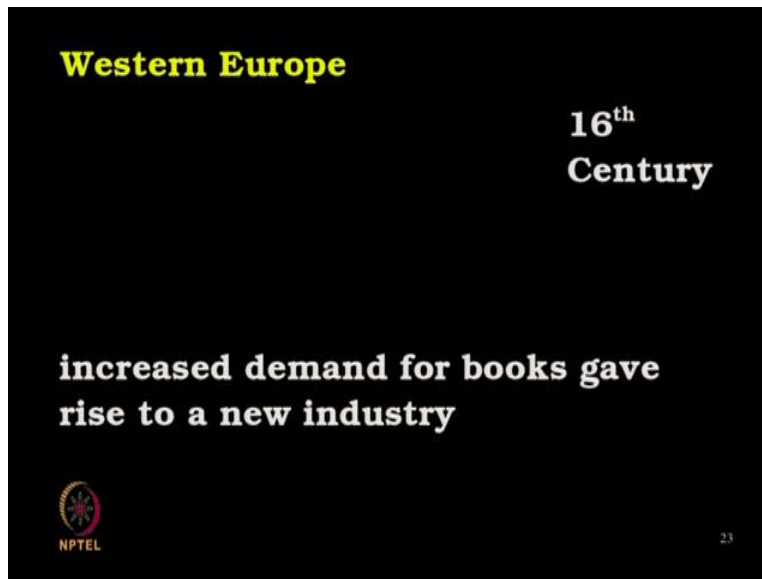 Western Europe
16th
Century
increased demand for books gave
rise to a new industry
NPTEL
23